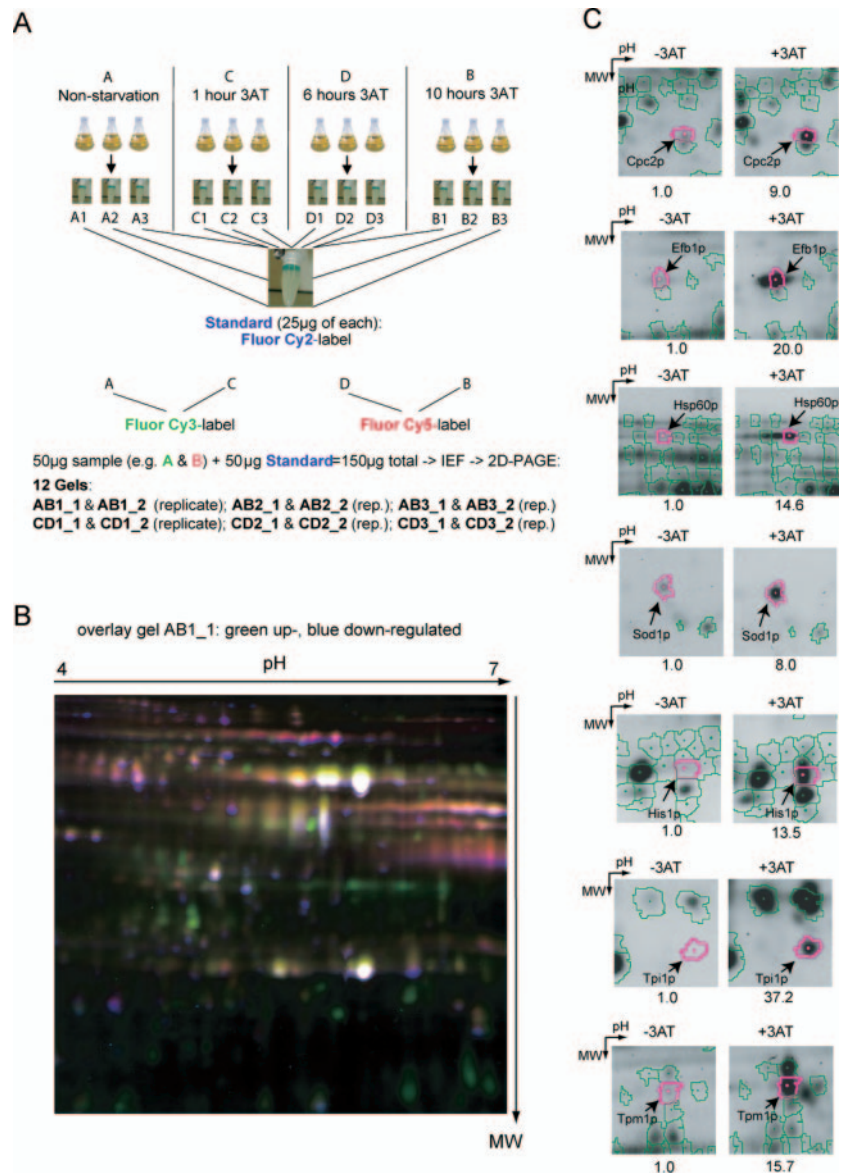 A
A
Non-starvation
C
1 hour 3AT
D
6 hours 3AT
B
10 hours 3AT
A1 A2 A3 C1 C2 C3 D1 D2 D3 B1 B2 B3
Standard (25µg of each):
Fluor Cy2-label
A C D B
Fluor Cy3-label Fluor Cy5-label
50µg sample (e.g. A & B) + 50µg Standard=150µg total -> IEF -> 2D-PAGE:
12 Gels:
AB1_1 & AB1_2 (replicate); AB2_1 & AB2_2 (rep.); AB3_1 & AB3_2 (rep.)
CD1_1 & CD1_2 (replicate); CD2_1 & CD2_2 (rep.); CD3_1 & CD3_2 (rep.)
B
overlay gel AB1_1: green up-, blue down-regulated
4 pH 7
MW
C
pH -3AT +3AT
MW
pH
Cpc2p Cpc2p
1.0 9.0
pH -3AT +3AT
MW
Efb1p Efb1p
1.0 20.0
pH -3AT +3AT
MW
Hsp60p Hsp60p
1.0 14.6
pH -3AT +3AT
MW
Sod1p Sod1p
1.0 8.0
pH -3AT +3AT
MW
His1p His1p
1.0 13.5
pH -3AT +3AT
MW
Tpi1p Tpi1p
1.0 37.2
pH -3AT +3AT
MW
Tpm1p Tpm1p
1.0 15.7